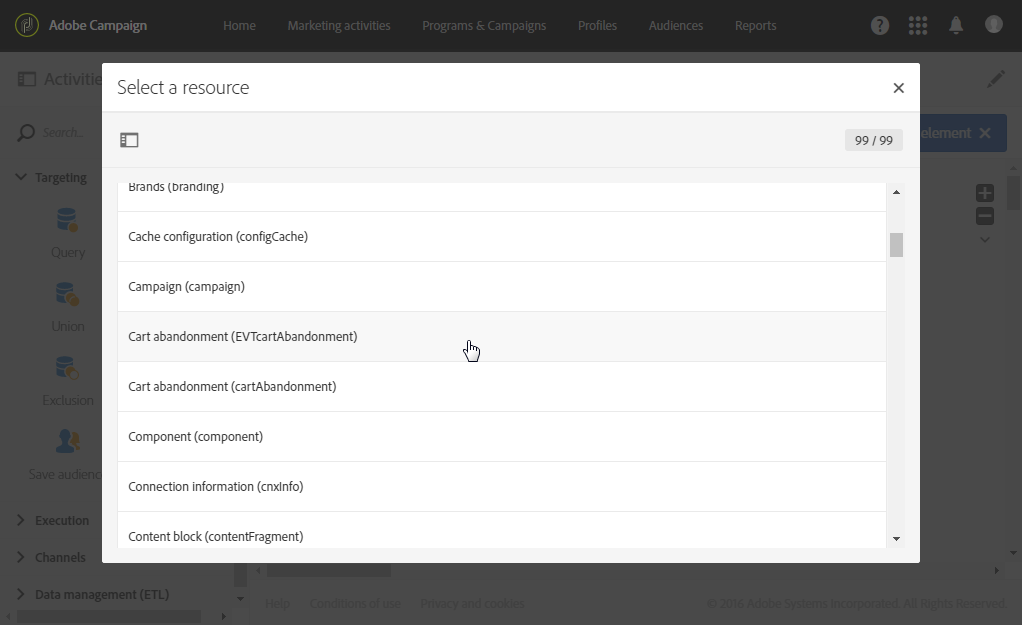 Adobe Campaign
Home Marketing activities Programs & Campaigns Profiles Audiences Reports
Select a resource
Search...
element
99 / 99
Targeting
Brands (branding)
Query
Cache configuration (configCache)
Campaign (campaign)
Union
Cart abandonment (EVTcartAbandonment)
Cart abandonment (cartAbandonment)
Exclusion
Component (component)
Save
Connection information (cnxInfo)
Execution
Content block (contentFragment)
Channels
Data management (ETL)
Help Conditions of use Privacy and cookies © 2016 Adobe Systems Incorporated. All Rights Reserved.